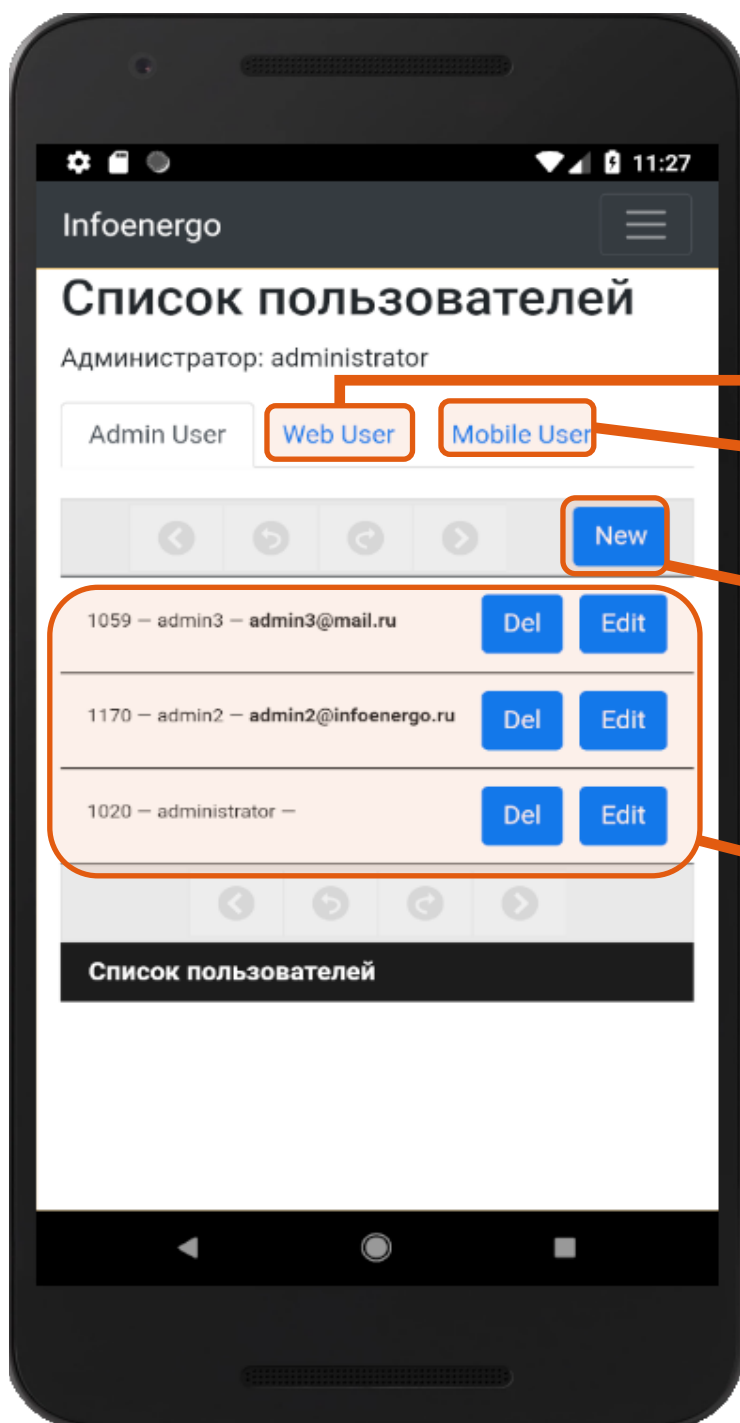 11:27
Infoenergo
Список пользователей
Администратор: administrator
Admin User Web User Mobile User
New
1059 — admin3 — admin3@mail.ru Del Edit
1170 — admin2 — admin2@infoenergo.ru Del Edit
1020 — administrator — Del Edit
Список пользователей